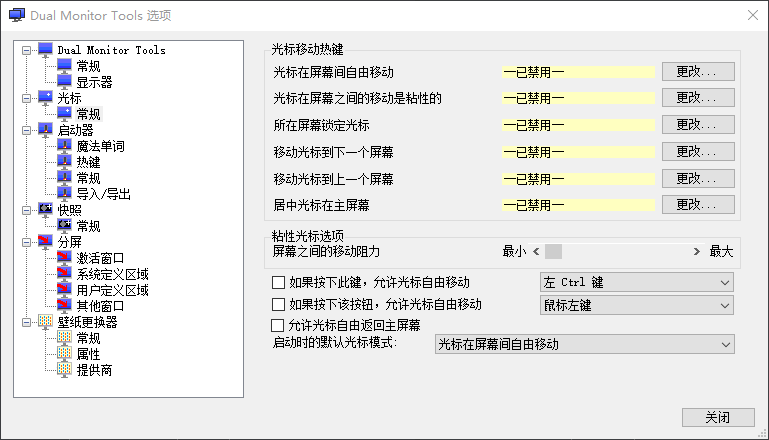 Dual Monitor Tools 选项
Dual Monitor Tools
常规
显示器
光标
常规
启动器
魔法单词
热键
常规
导入/导出
快照
常规
分屏
激活窗口
系统定义区域
用户定义区域
其他窗口
壁纸更换器
常规
属性
提供商
光标移动热键
光标在屏幕间自由移动 —已禁用— 更改...
光标在屏幕之间的移动是粘性的 —已禁用— 更改...
所在屏幕锁定光标 —已禁用— 更改...
移动光标到下一个屏幕 —已禁用— 更改...
移动光标到上一个屏幕 —已禁用— 更改...
居中光标在主屏幕 —已禁用— 更改...
粘性光标选项
屏幕之间的移动阻力 最小 最大
如果按下此键，允许光标自由移动 左 Ctrl 键
如果按下该按钮，允许光标自由移动 鼠标左键
允许光标自由返回主屏幕
启动时的默认光标模式: 光标在屏幕间自由移动
关闭